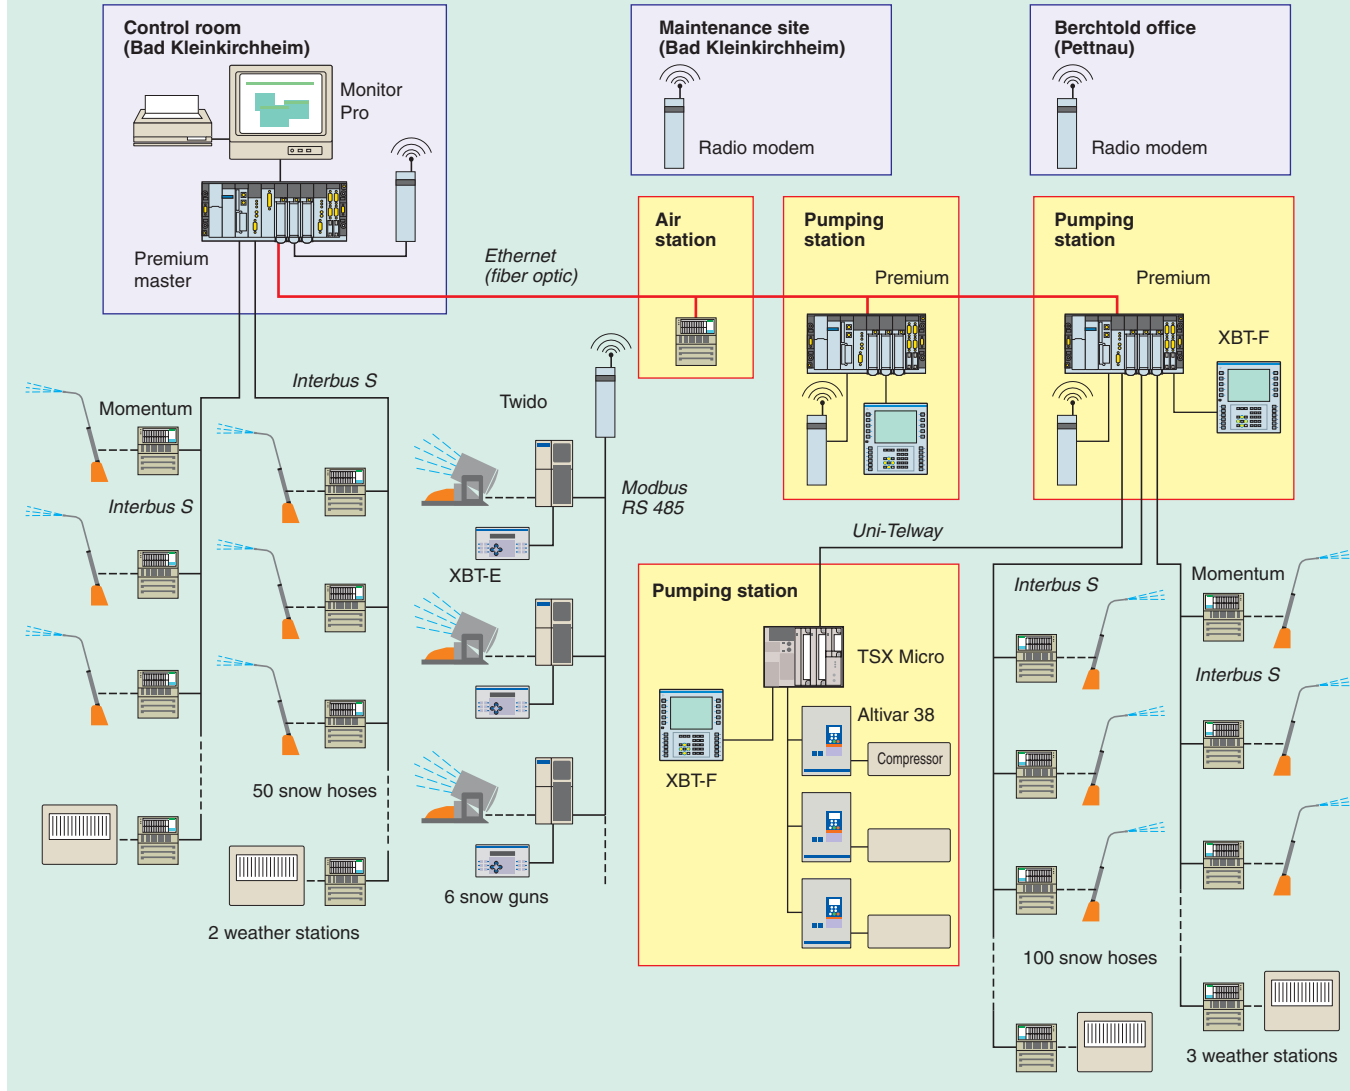 Control room
(Bad Kleinkirchheim)
Monitor
Pro
Premium
master
Maintenance site
(Bad Kleinkirchheim)
Radio modem
Berchtold office
(Pettnau)
Radio modem
Air
station
Pumping
station
Premium
Pumping
station
Premium
XBT-F
Ethernet
(fiber optic)
Interbus S
Momentum
Interbus S
Twido
Modbus
RS 485
XBT-E
50 snow hoses
2 weather stations
6 snow guns
Uni-Telway
Pumping station
TSX Micro
Altivar 38
Compressor
XBT-F
Interbus S
Momentum
Interbus S
100 snow hoses
3 weather stations